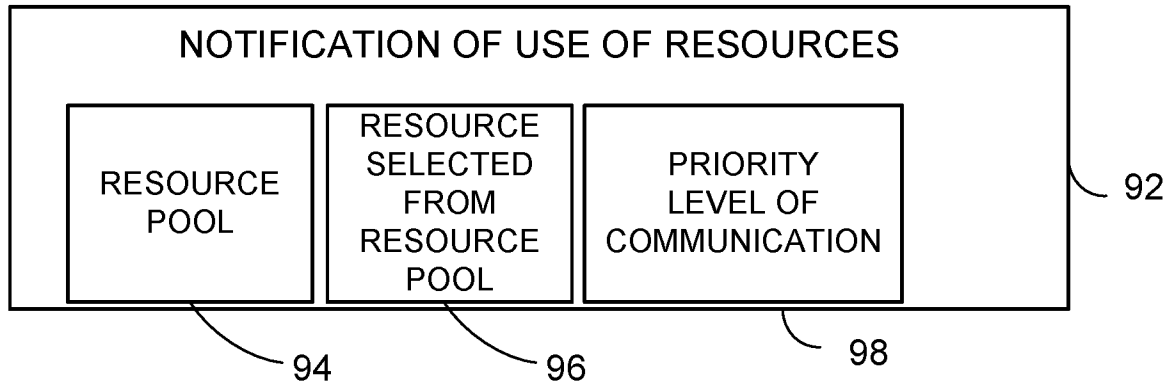 NOTIFICATION OF USE OF RESOURCES
RESOURCE
POOL
RESOURCE
SELECTED
FROM
RESOURCE
POOL
PRIORITY
LEVEL OF
COMMUNICATION
92
94
96
98